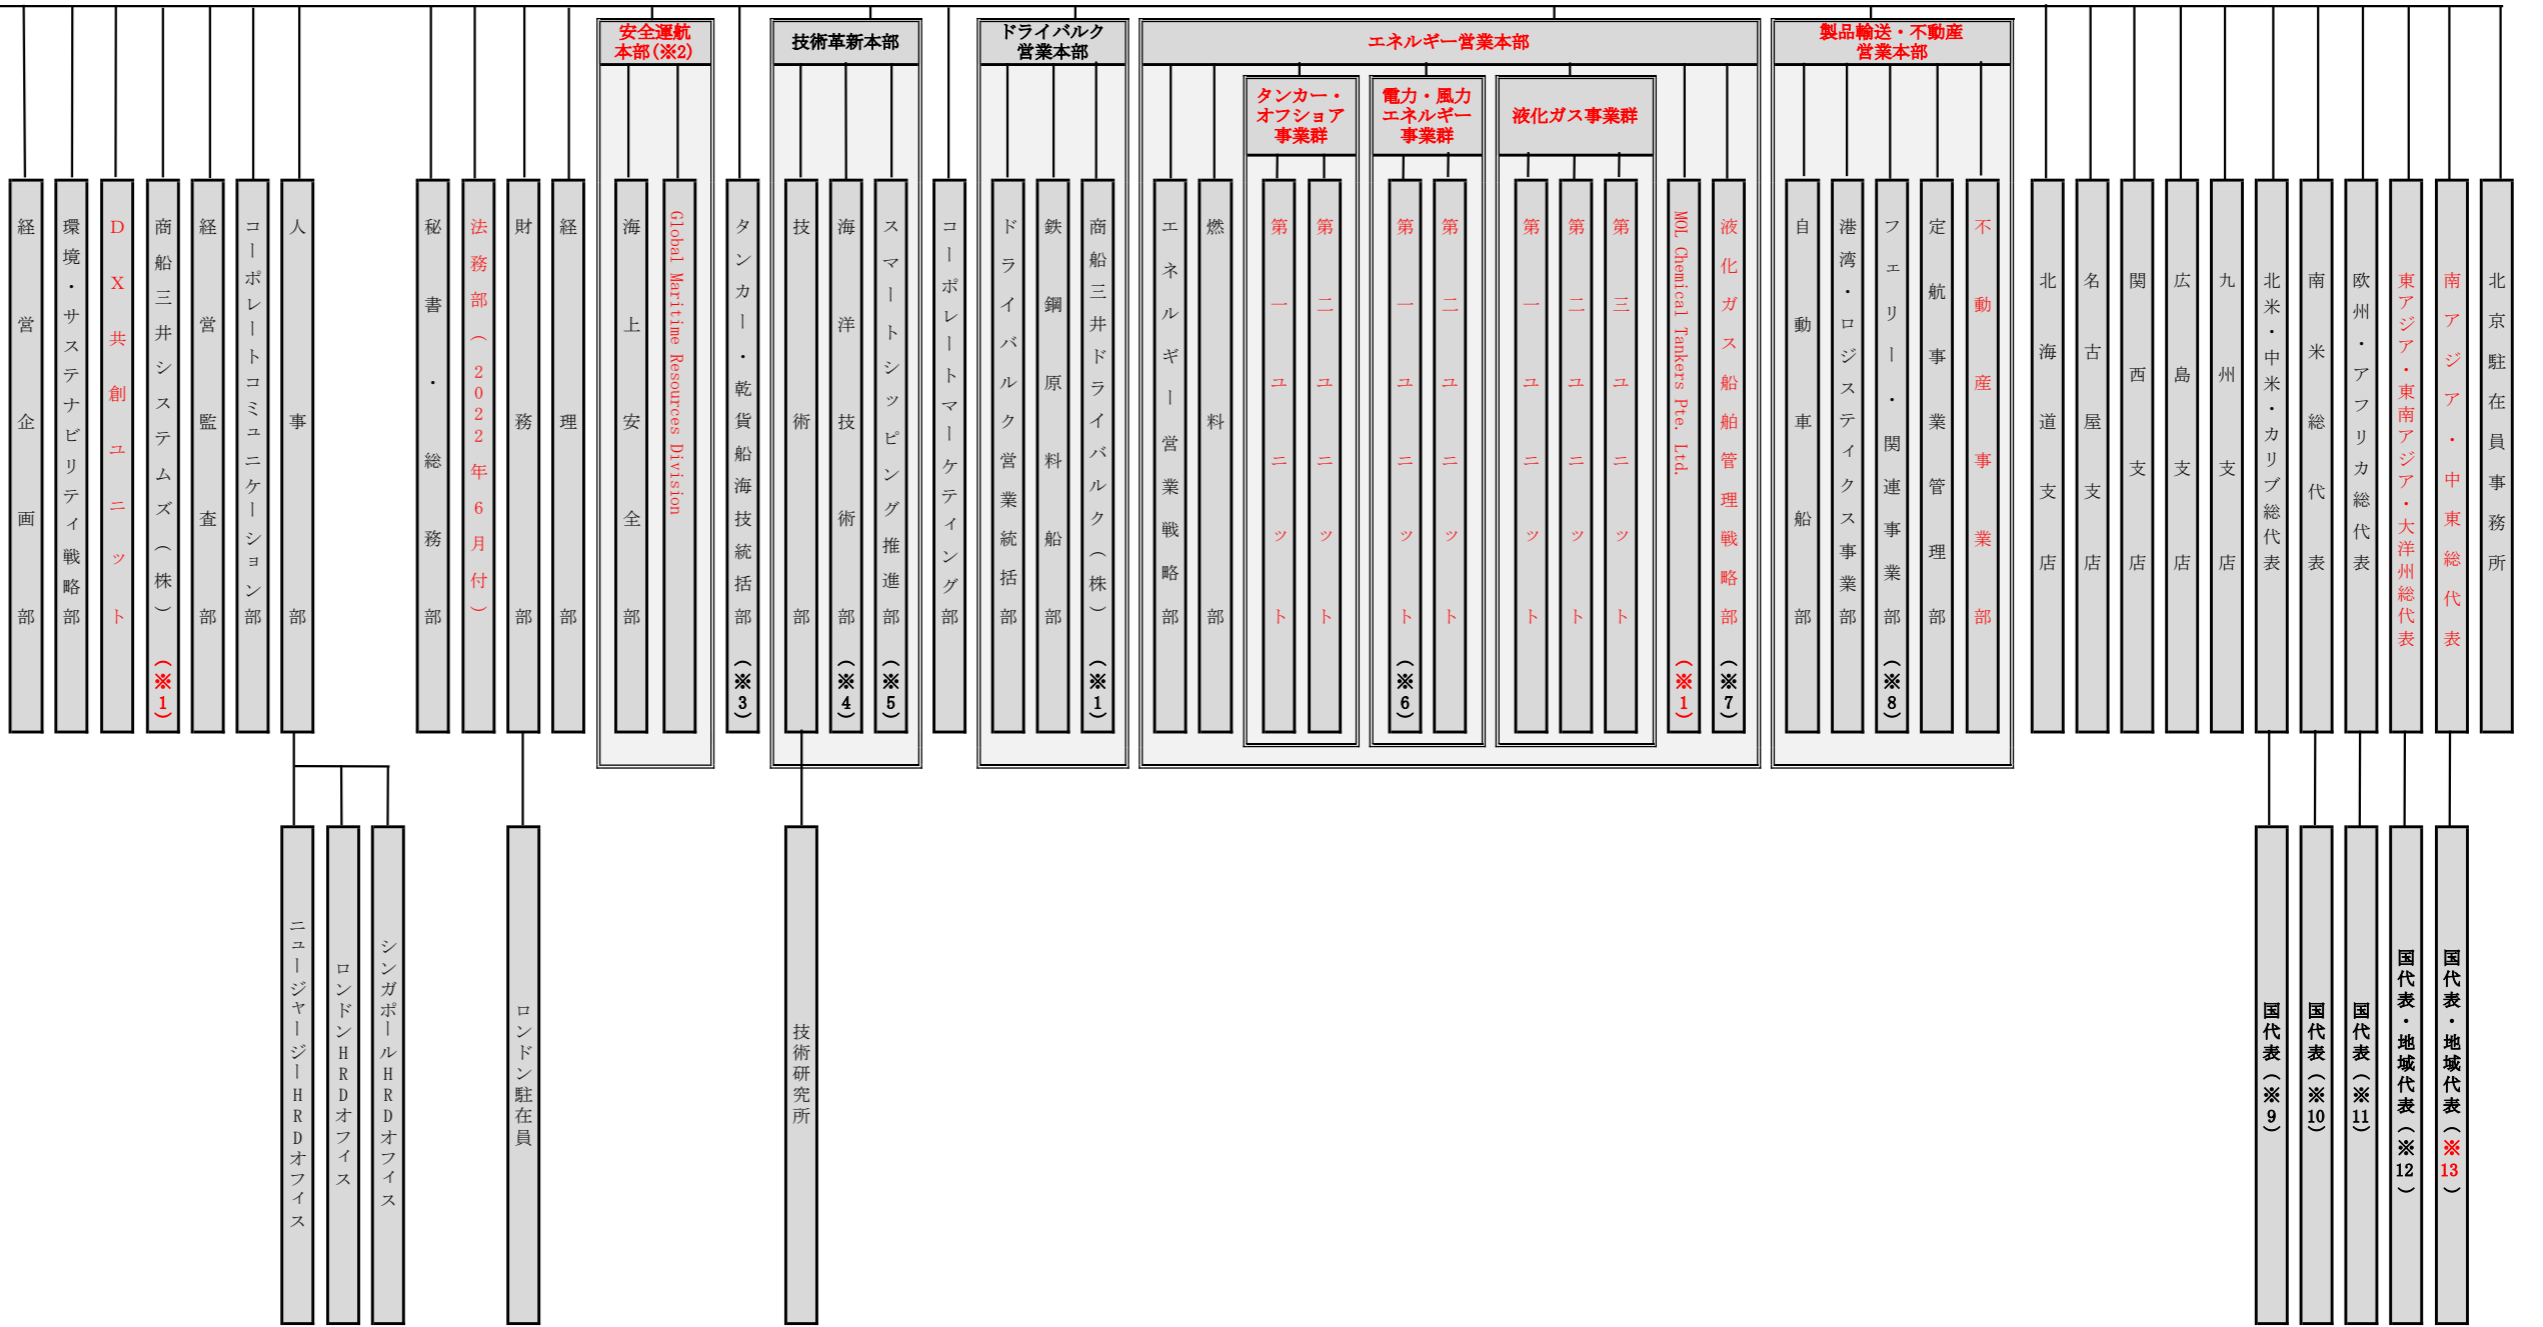 経営企画部
環境・サステナビリティ戦略部
DX共創ユニット
商船三井システムズ（株）（※1）
経営監査部
コーポレートコミュニケーション部
人事部
秘書・総務部
法務部（2022年6月付）
財務部
経理部
安全運航
本部(※2)
海上安全部
Global Maritime Resources Division
タンカー・乾貨船海技統括部（※3）
技術革新本部
技術部
海洋技術部（※4）
スマートシッピング推進部（※5）
コーポレートマーケティング部
ドライバルク
営業本部
ドライバルク営業統括部
鉄鋼原料船部
商船三井ドライバルク（株）（※1）
エネルギー営業本部
エネルギー営業戦略部
燃料部
タンカー・
オフショア
事業群
第一ユニット
第二ユニット
電力・風力
エネルギー
事業群
第一ユニット（※6）
第二ユニット
液化ガス事業群
第一ユニット
第二ユニット
第三ユニット
MOL Chemical Tankers Pte. Ltd.（※1）
液化ガス船舶管理戦略部（※7）
製品輸送・不動産
営業本部
自動車船部
港湾・ロジスティクス事業部
フェリー・関連事業部（※8）
定航事業管理部
不動産事業部
北海道支店
名古屋支店
関西支店
広島支店
九州支店
北米・中米・カリブ総代表
南米総代表
欧州・アフリカ総代表
東アジア・東南アジア・大洋州総代表
南アジア・中東総代表
北京駐在員事務所
ニュージャージーHRDオフィス
ロンドンHRDオフィス
シンガポールHRDオフィス
ロンドン駐在員
技術研究所
国代表（※9）
国代表（※10）
国代表（※11）
国代表・地域代表（※12）
国代表・地域代表（※13）